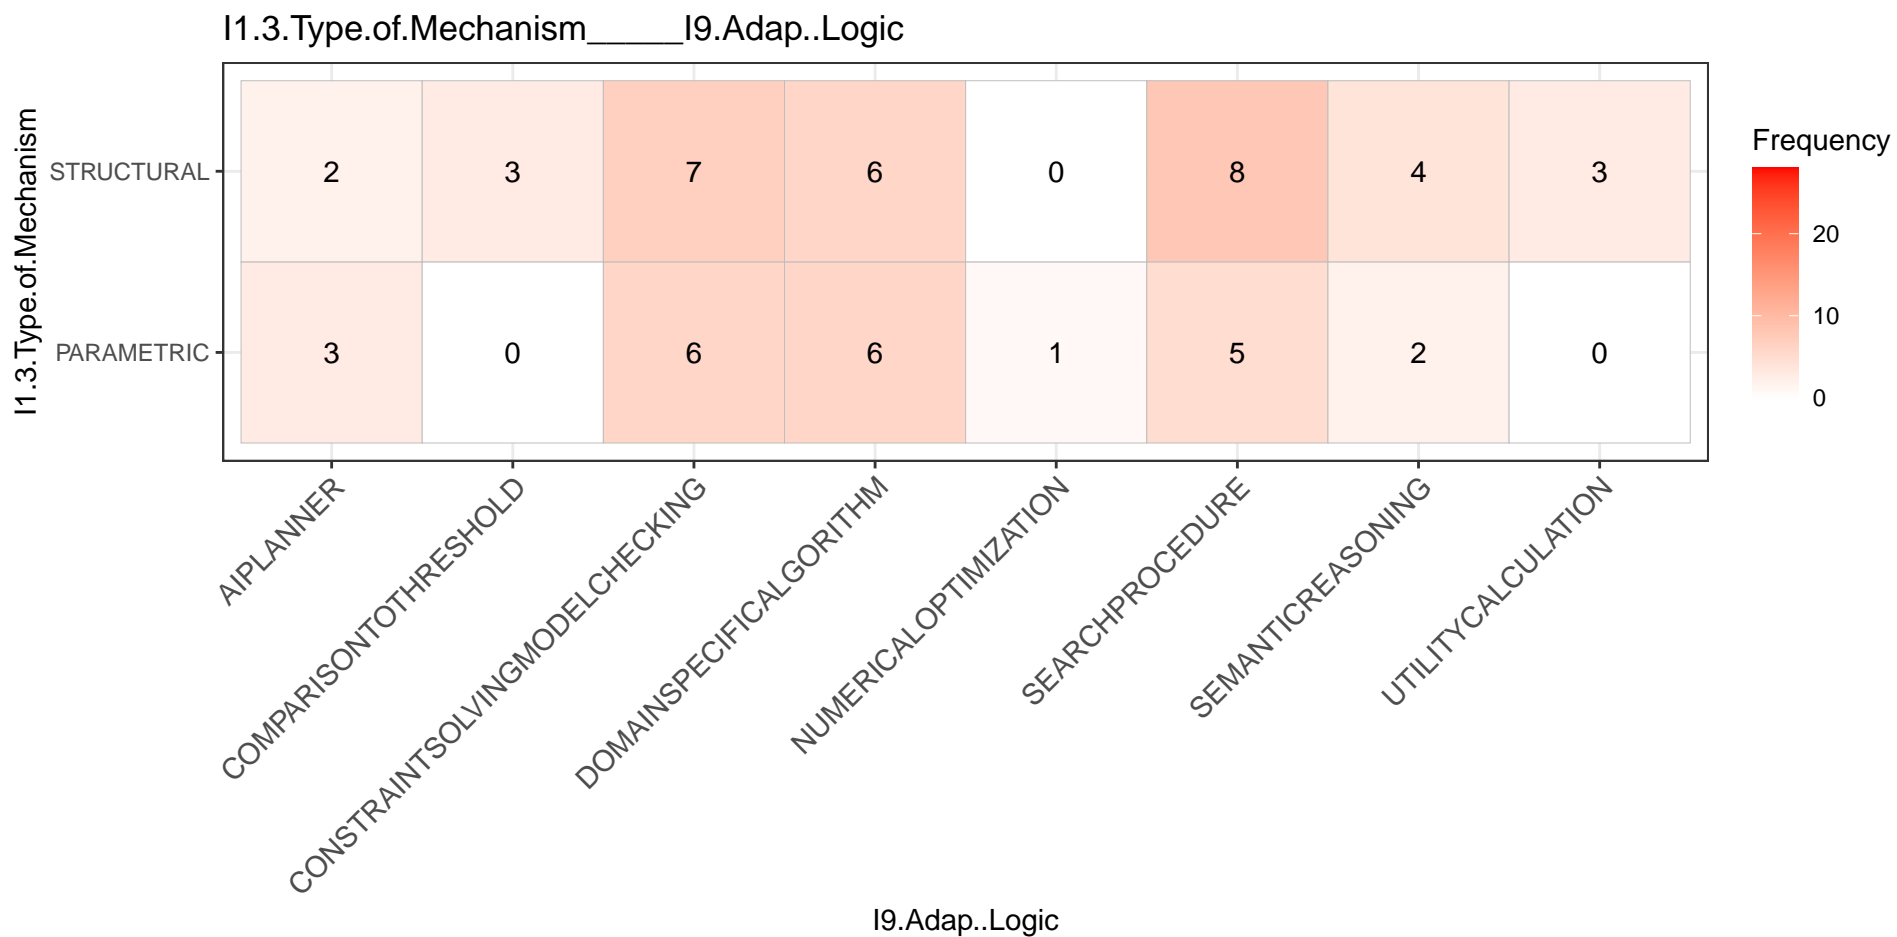 I1.3.Type.of.Mechanism_____I9.Adap..Logic
I1.3.Type.of.Mechanism
STRUCTURAL 2 3 7 6 0 8 4 3
PARAMETRIC 3 0 6 6 1 5 2 0
AIPLANNER
COMPARISONTOTHRESHOLD
CONSTRAINTSOLVINGMODELCHECKING
DOMAINSPECIFICALGORITHM
NUMERICALOPTIMIZATION
SEARCHPROCEDURE
SEMANTICREASONING
UTILITYCALCULATION
I9.Adap..Logic
Frequency
20
10
0